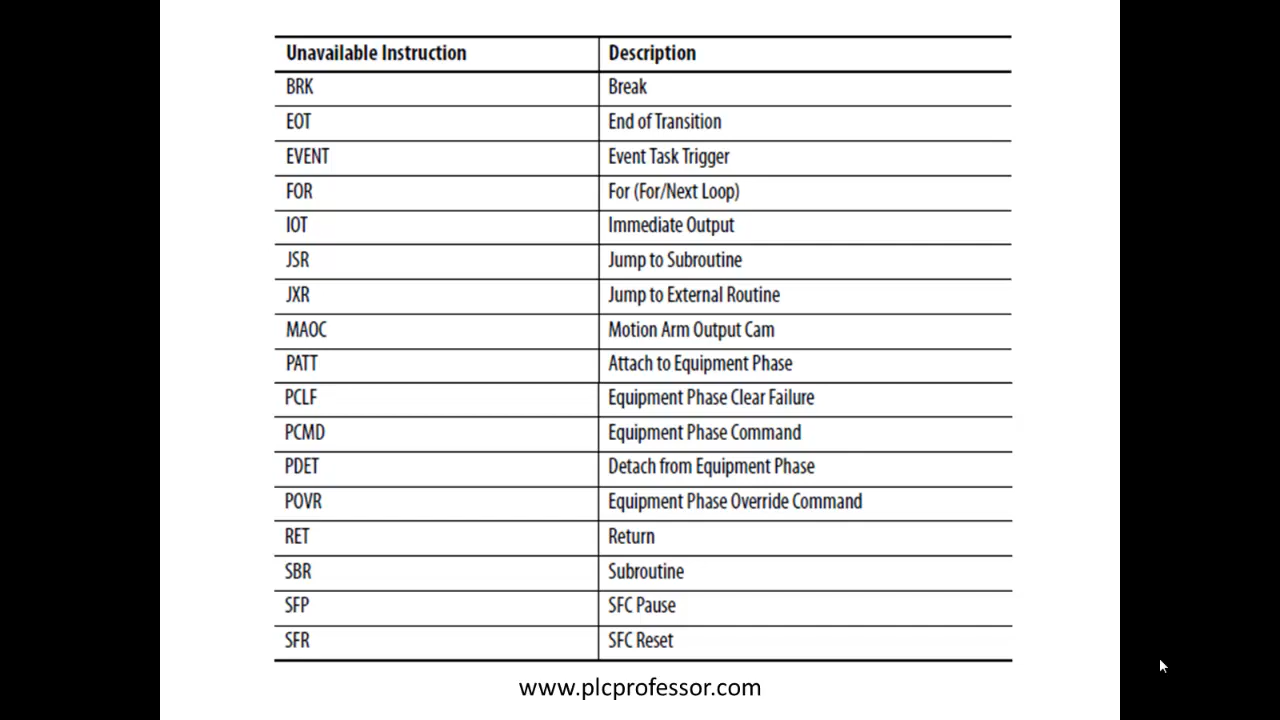 Unavailable Instruction Description
BRK Break
EOT End of Transition
EVENT Event Task Trigger
FOR For (For/Next Loop)
IOT Immediate Output
JSR Jump to Subroutine
JXR Jump to External Routine
MAOC Motion Arm Output Cam
PATT Attach to Equipment Phase
PCLF Equipment Phase Clear Failure
PCMD Equipment Phase Command
PDET Detach from Equipment Phase
POVR Equipment Phase Override Command
RET Return
SBR Subroutine
SFP SFC Pause
SFR SFC Reset
www.plcprofessor.com